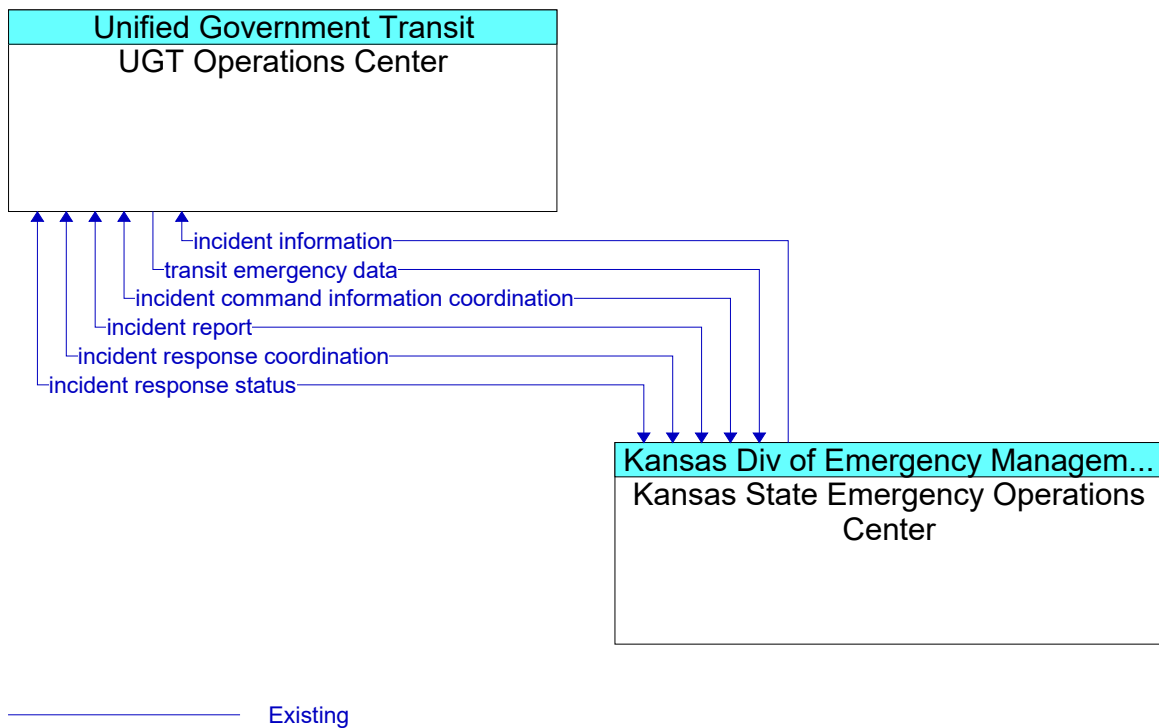 Unified Government Transit
UGT Operations Center
incident information
transit emergency data
incident command information coordination
incident report
incident response coordination
incident response status
Kansas Div of Emergency Managem...
Kansas State Emergency Operations
Center
Existing